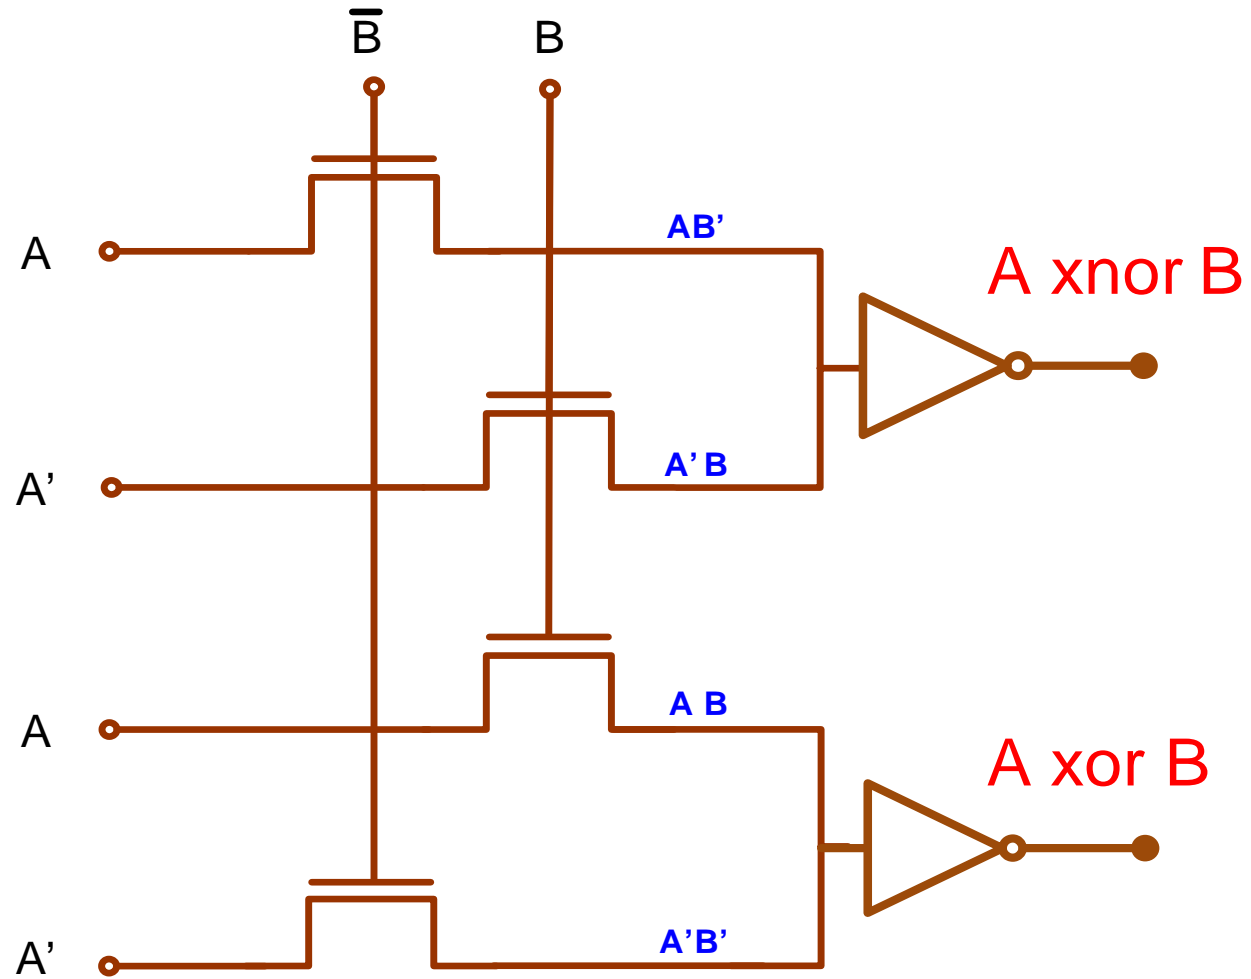 B̅ B
A AB’ A xnor B
A’ A’ B
A A B A xor B
A’ A’B’